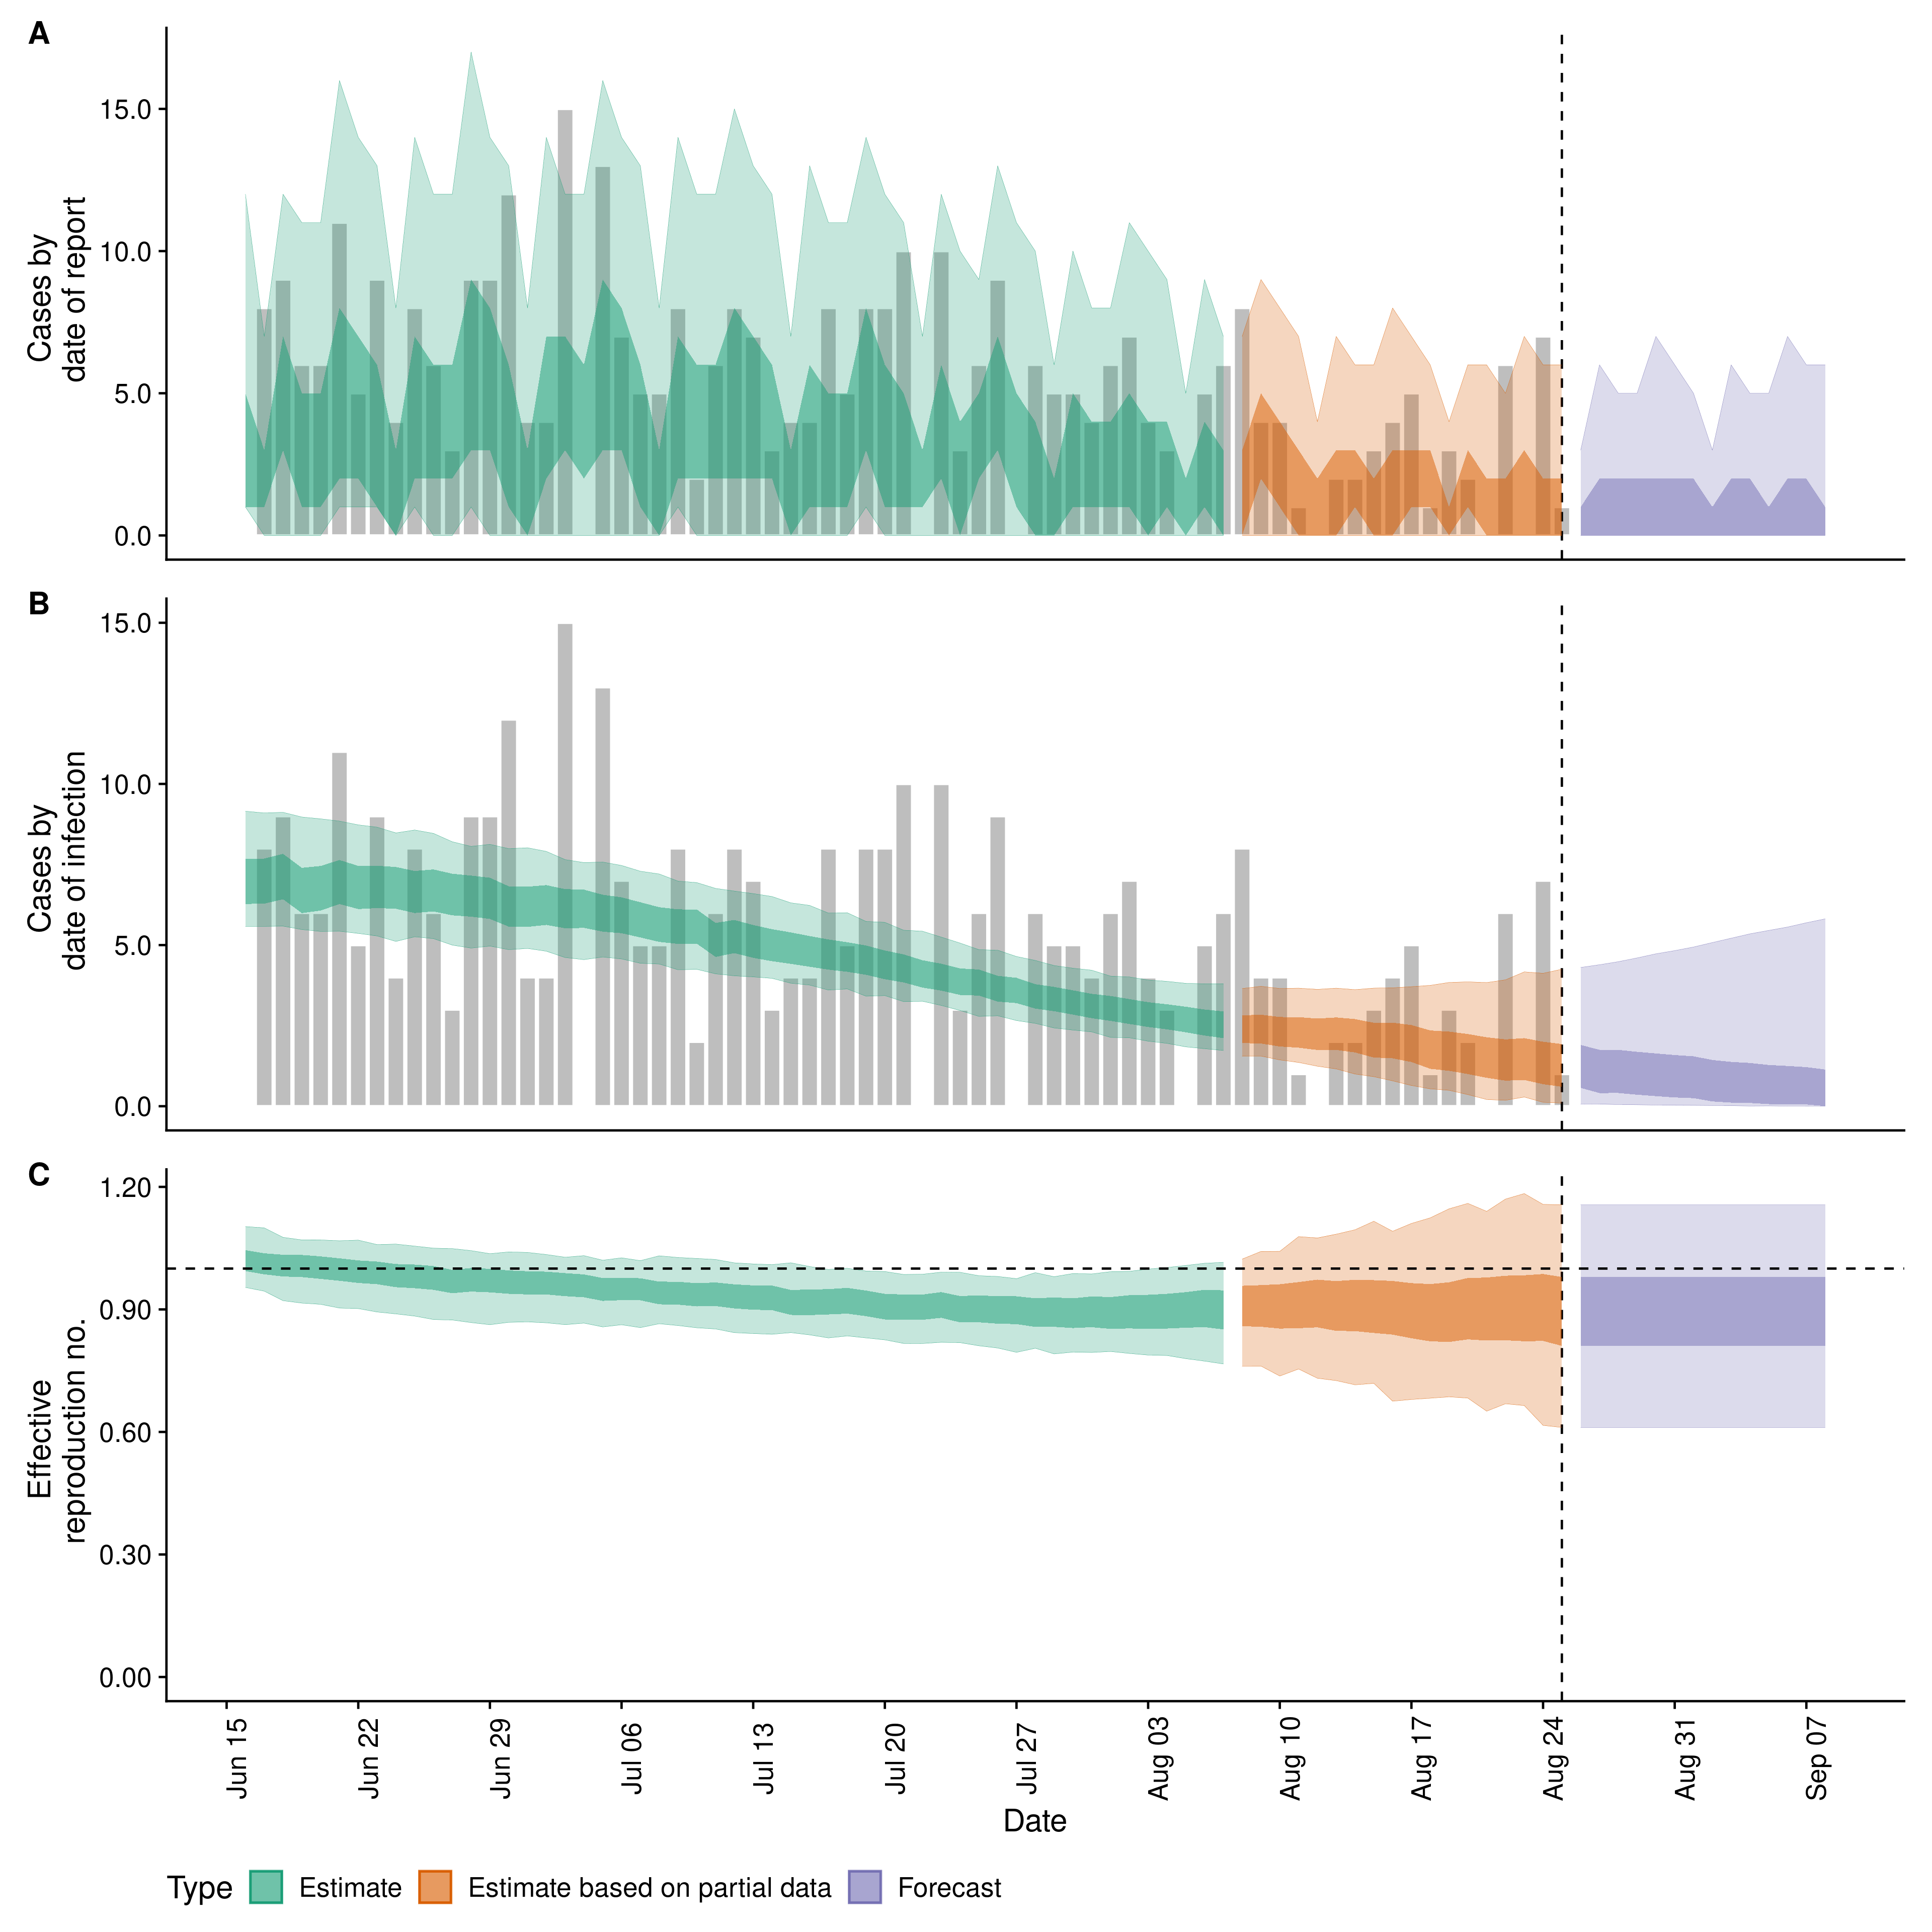 A
Cases by
date of report
15.0
10.0
5.0
0.0
B
Cases by
date of infection
15.0
10.0
5.0
0.0
C
Effective
reproduction no.
1.20
0.90
0.60
0.30
0.00
Jun 15
Jun 22
Jun 29
Jul 06
Jul 13
Jul 20
Jul 27
Aug 03
Aug 10
Aug 17
Aug 24
Aug 31
Sep 07
Date
Type Estimate Estimate based on partial data Forecast